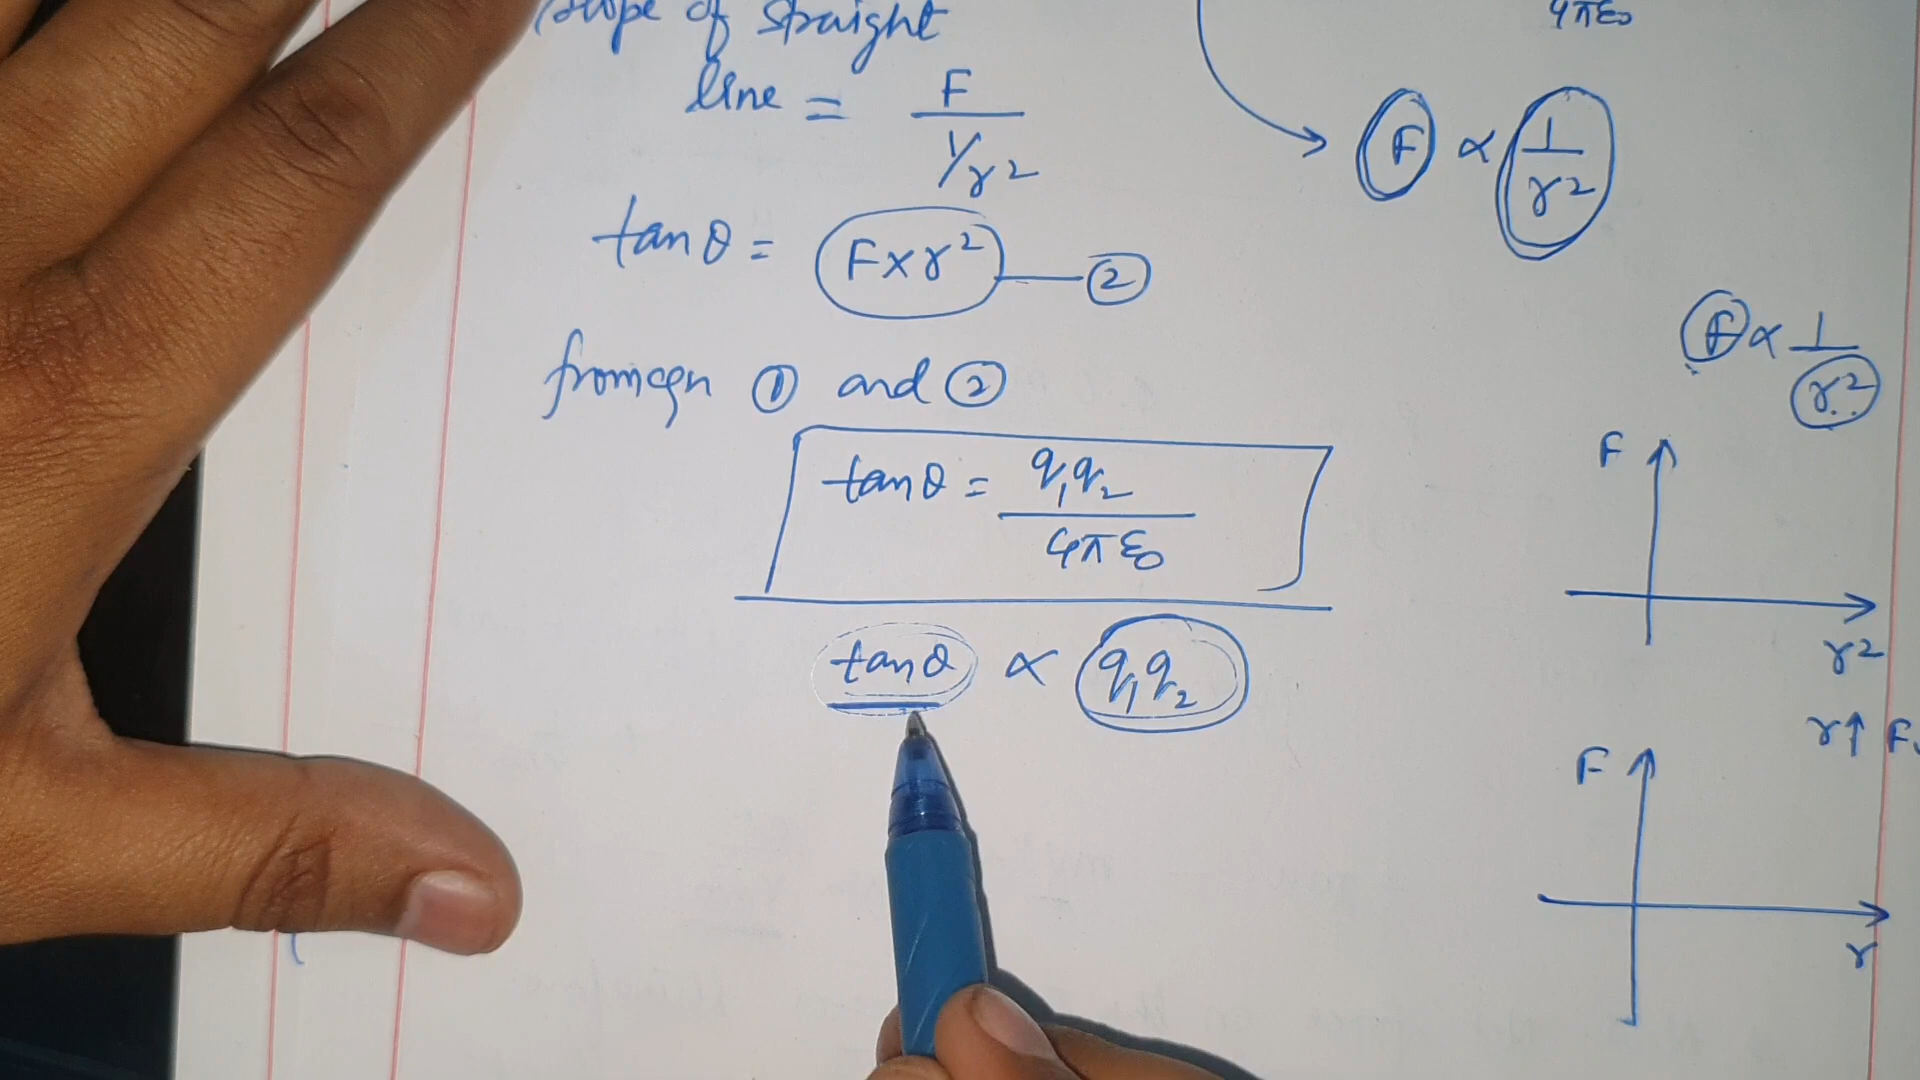 slope of straight
line = F / 1/r²
tanθ = F×r² — ②
from eqn ① and ②
tanθ = q₁q₂ / 4πε₀
tanθ ∝ q₁q₂
4πε₀
F ∝ 1/r²
F ∝ 1/r²
F
r²
r↑ F
F
r